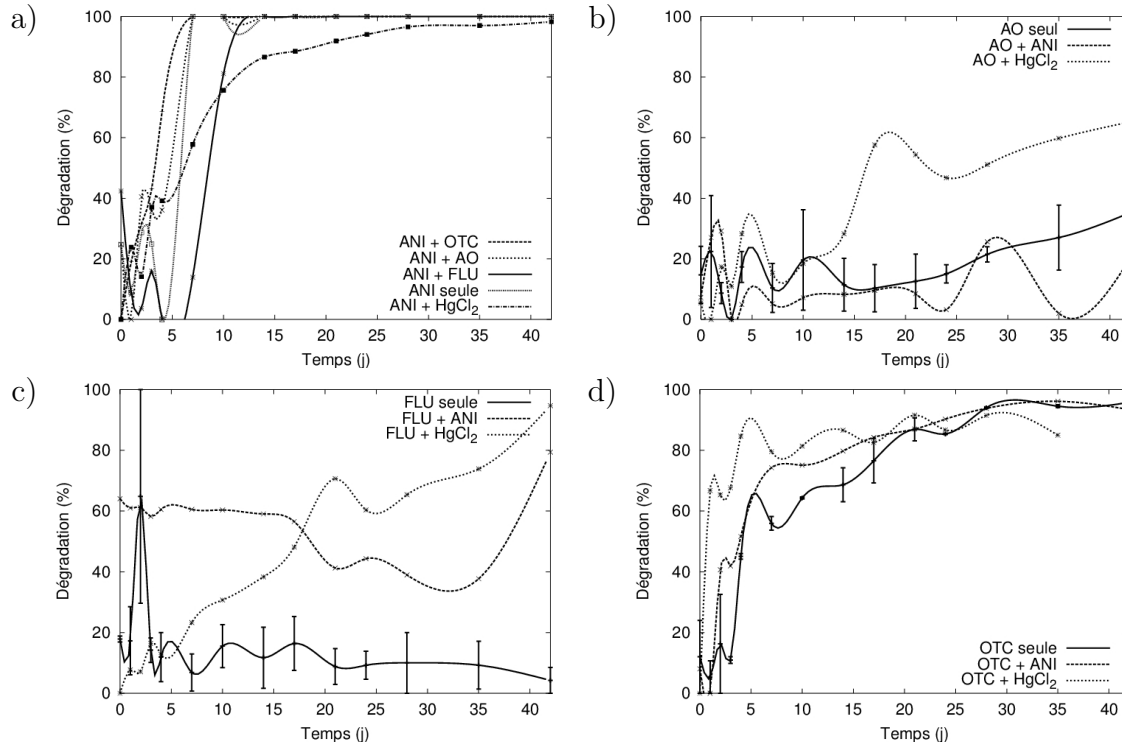 a)
100
80
60
40
20
0
Dégradation (%)
0 5 10 15 20 25 30 35 40
Temps (j)
ANI + OTC
ANI + AO
ANI + FLU
ANI seule
ANI + HgCl2
b)
100
80
60
40
20
0
Dégradation (%)
0 5 10 15 20 25 30 35 40
Temps (j)
AO seul
AO + ANI
AO + HgCl2
c)
100
80
60
40
20
0
Dégradation (%)
0 5 10 15 20 25 30 35 40
Temps (j)
FLU seule
FLU + ANI
FLU + HgCl2
d)
100
80
60
40
20
0
Dégradation (%)
0 5 10 15 20 25 30 35 40
Temps (j)
OTC seule
OTC + ANI
OTC + HgCl2